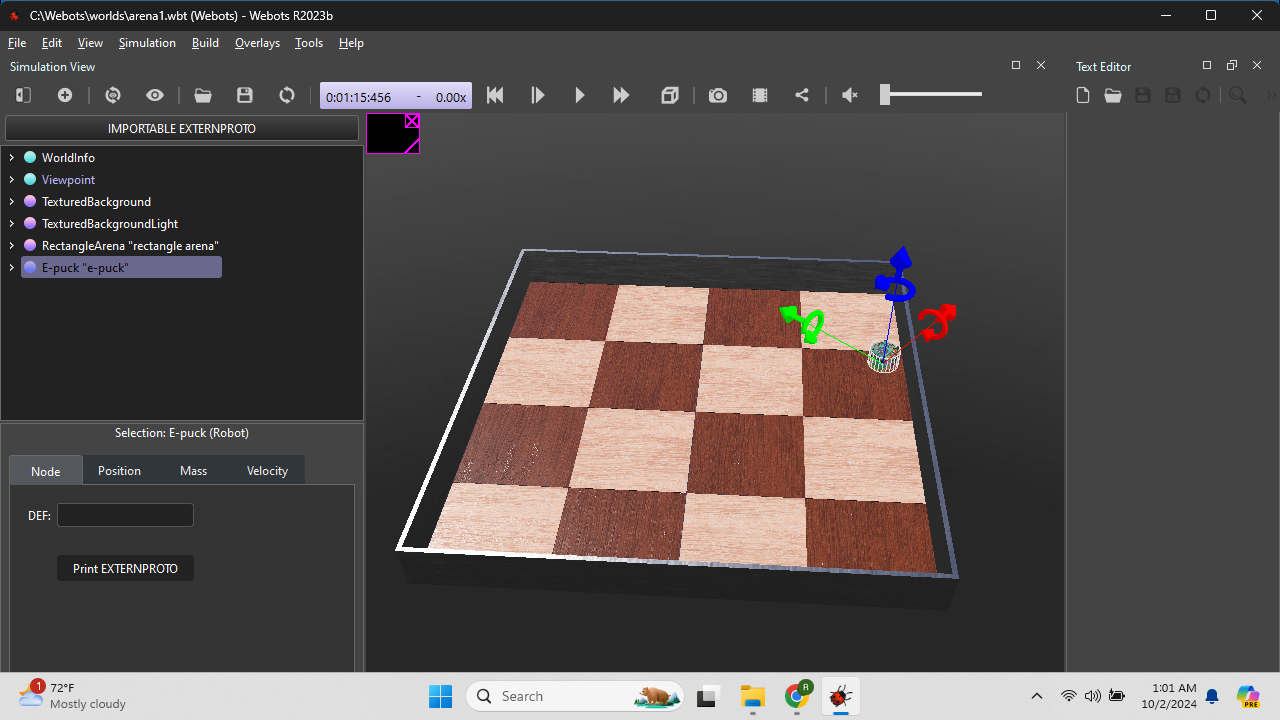 C:\Webots\worlds\arena1.wbt (Webots) - Webots R2023b
File Edit View Simulation Build Overlays Tools Help
Simulation View
Text Editor
0:01:15:456 - 0.00x
IMPORTABLE EXTERNPROTO
WorldInfo
Viewpoint
TexturedBackground
TexturedBackgroundLight
RectangleArena "rectangle arena"
E-puck "e-puck"
Selection: E-puck (Robot)
Node Position Mass Velocity
DEF:
Print EXTERNPROTO
1
72°F
Mostly cloudy
Search
R
1:01 AM
10/2/2024
PRE